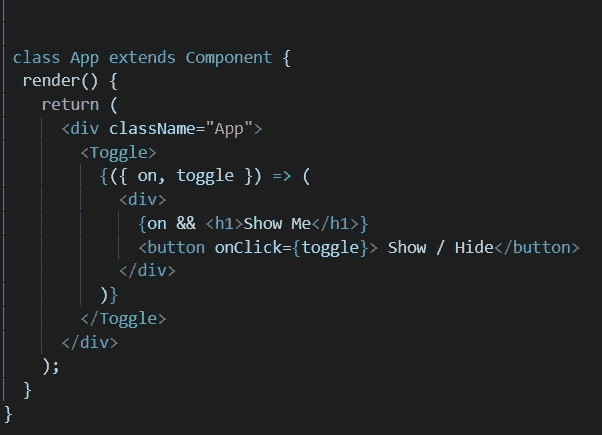 class App extends Component {
  render() {
    return (
      <div className="App">
        <Toggle>
          {({ on, toggle }) => (
            <div>
              {on && <h1>Show Me</h1>}
              <button onClick={toggle}> Show / Hide</button>
            </div>
          )}
        </Toggle>
      </div>
    );
  }
}